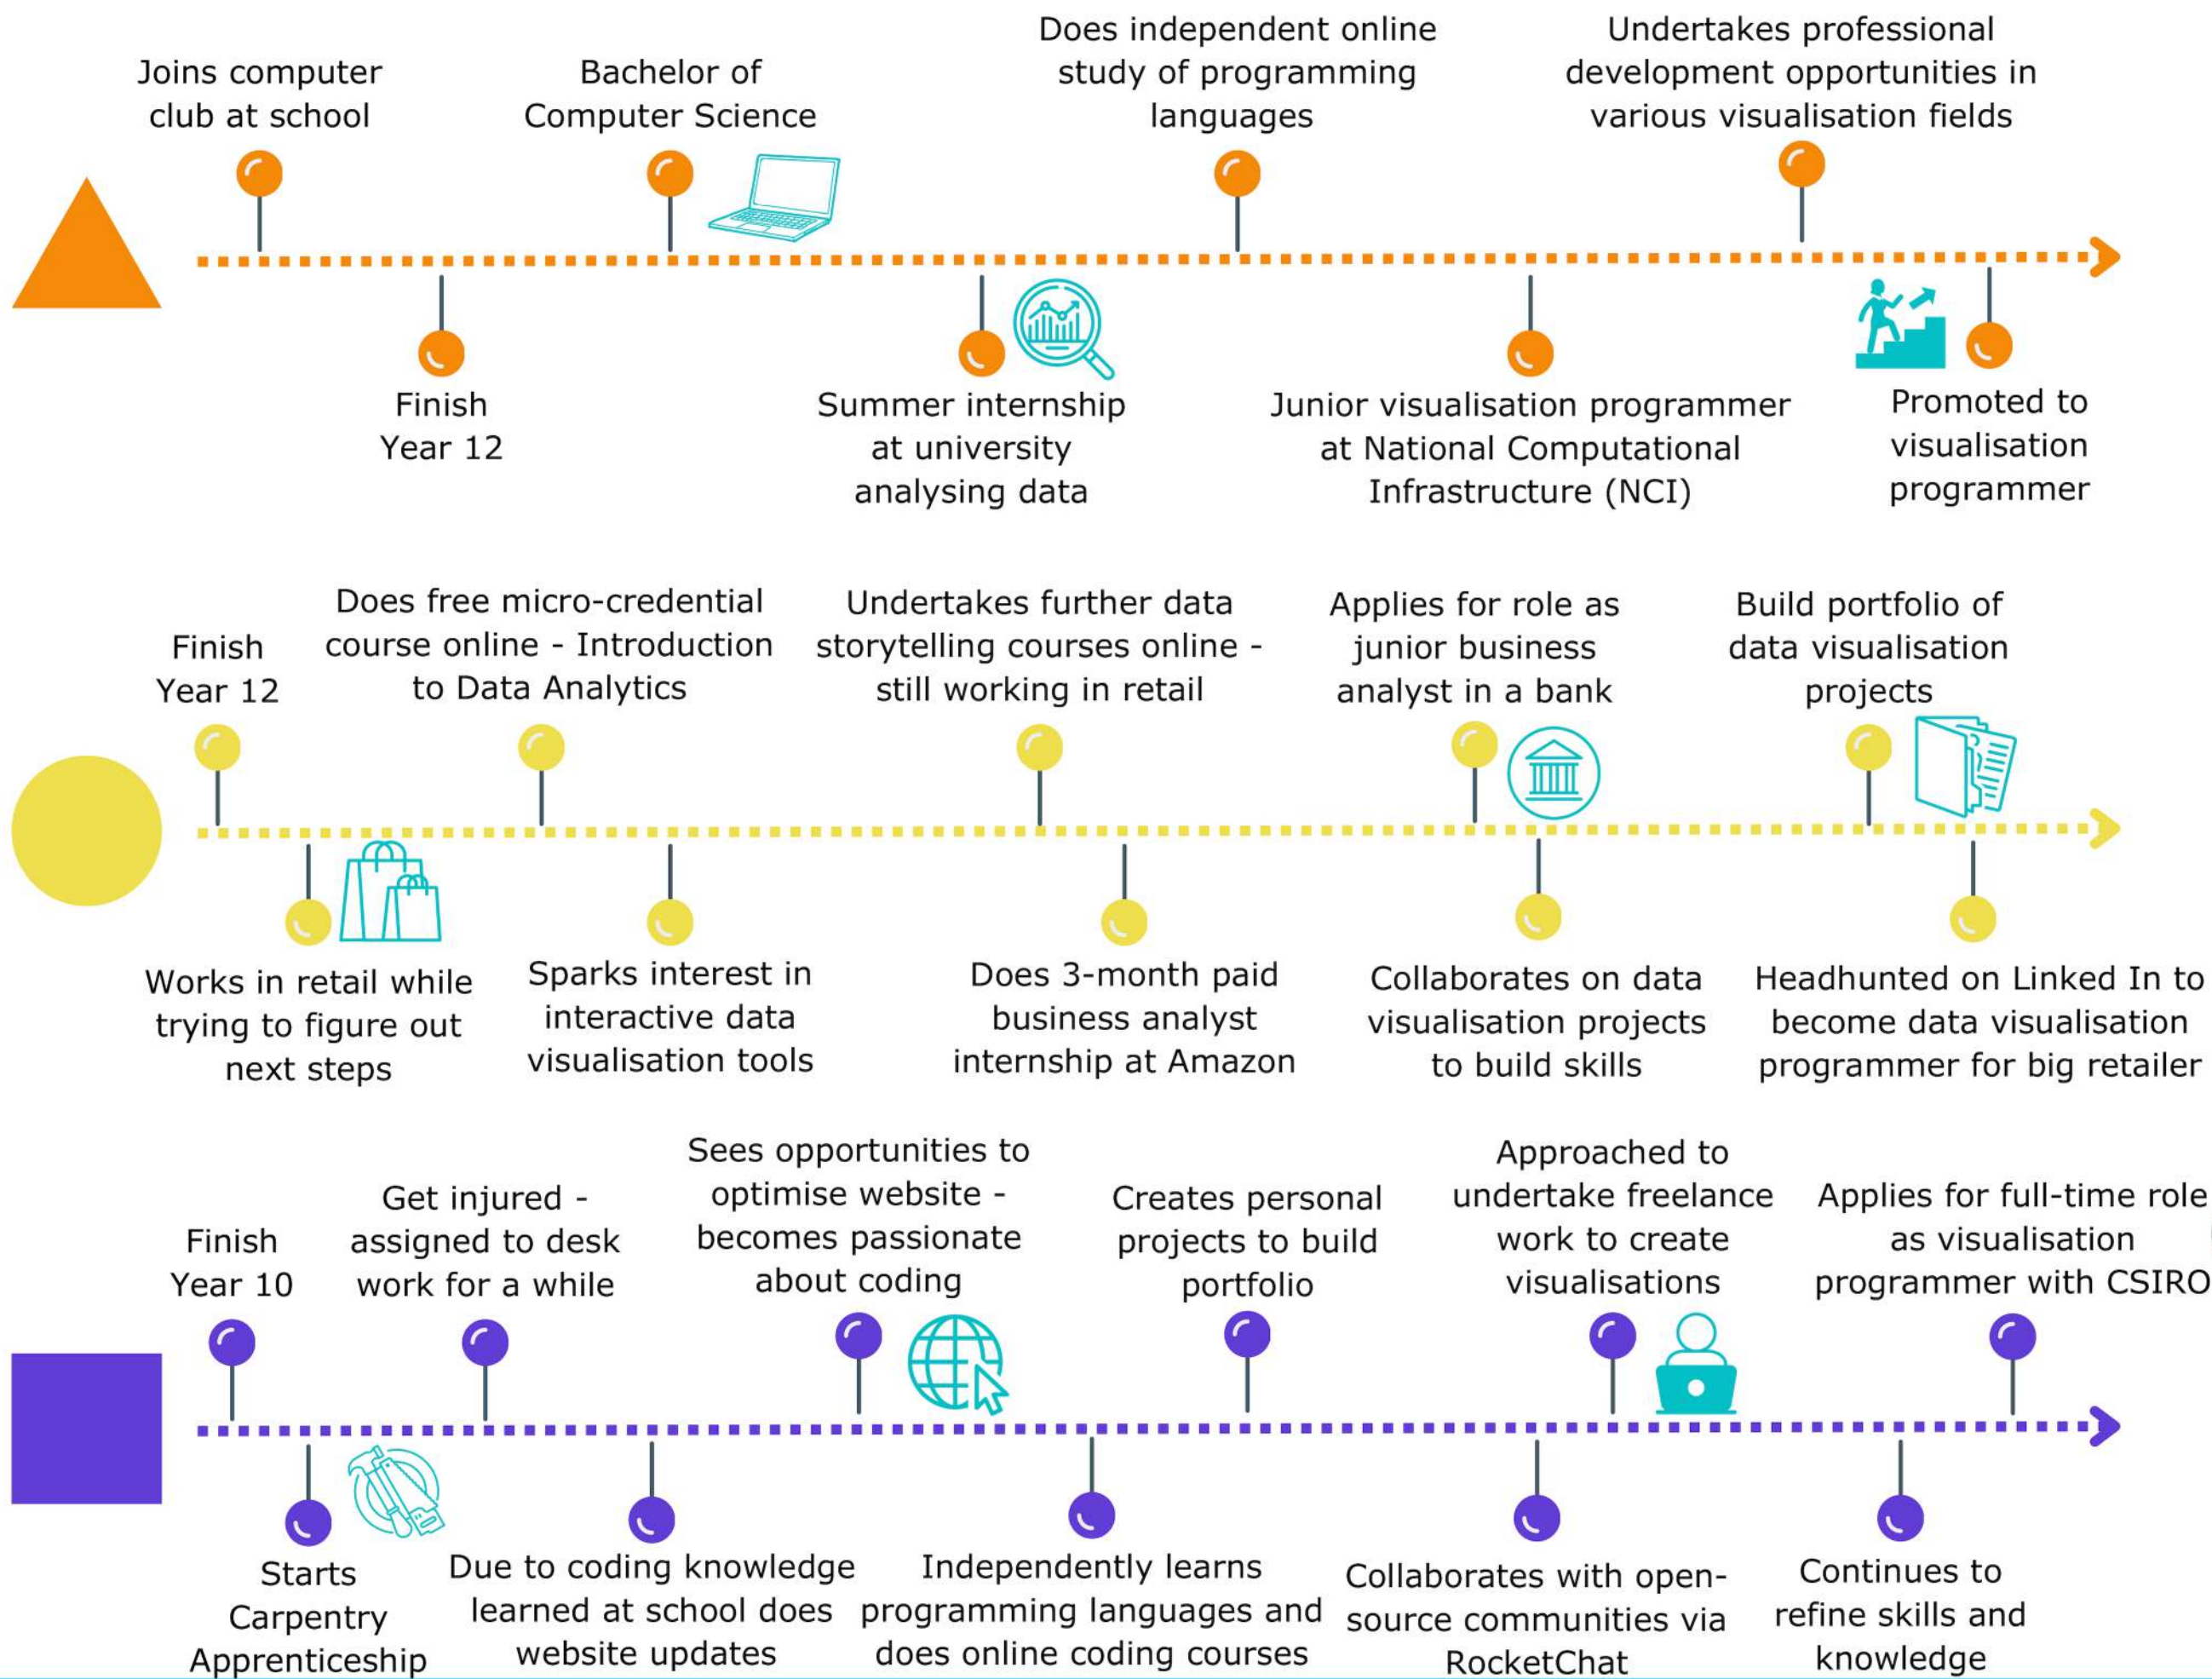 Joins computer
club at school
Finish
Year 12
Bachelor of
Computer Science
Summer internship
at university
analysing data
Does independent online
study of programming
languages
Junior visualisation programmer
at National Computational
Infrastructure (NCI)
Undertakes professional
development opportunities in
various visualisation fields
Promoted to
visualisation
programmer
Finish
Year 12
Works in retail while
trying to figure out
next steps
Does free micro-credential
course online - Introduction
to Data Analytics
Sparks interest in
interactive data
visualisation tools
Undertakes further data
storytelling courses online -
still working in retail
Does 3-month paid
business analyst
internship at Amazon
Applies for role as
junior business
analyst in a bank
Collaborates on data
visualisation projects
to build skills
Build portfolio of
data visualisation
projects
Headhunted on Linked In to
become data visualisation
programmer for big retailer
Finish
Year 10
Starts
Carpentry
Apprenticeship
Get injured -
assigned to desk
work for a while
Due to coding knowledge
learned at school does
website updates
Sees opportunities to
optimise website -
becomes passionate
about coding
Independently learns
programming languages and
does online coding courses
Creates personal
projects to build
portfolio
Collaborates with open-
source communities via
RocketChat
Approached to
undertake freelance
work to create
visualisations
Continues to
refine skills and
knowledge
Applies for full-time role
as visualisation
programmer with CSIRO